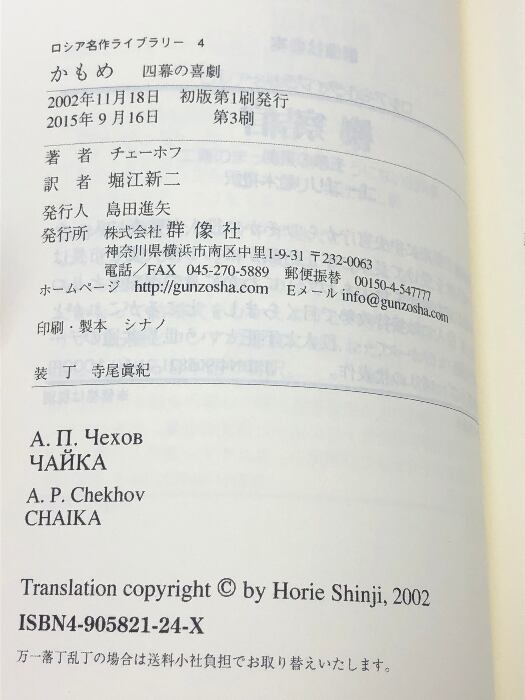 ロシア名作ライブラリー 4
かもめ 四幕の喜劇
2002年11月18日 初版第1刷発行
2015年9月16日 第3刷
著者 チェーホフ
訳者 堀江新二
発行人 島田進矢
発行所 株式会社 群像社
神奈川県横浜市南区中里1-9-31 〒232-0063
電話/FAX 045-270-5889 郵便振替 00150-4-547777
ホームページ http://gunzosha.com Eメール info@gunzosha.com
印刷・製本 シナノ
装丁 寺尾眞紀
А. П. Чехов
ЧАЙКА
A. P. Chekhov
CHAIKA
Translation copyright © by Horie Shinji, 2002
ISBN4-905821-24-X
万一落丁乱丁の場合は送料小社負担でお取り替えいたします。